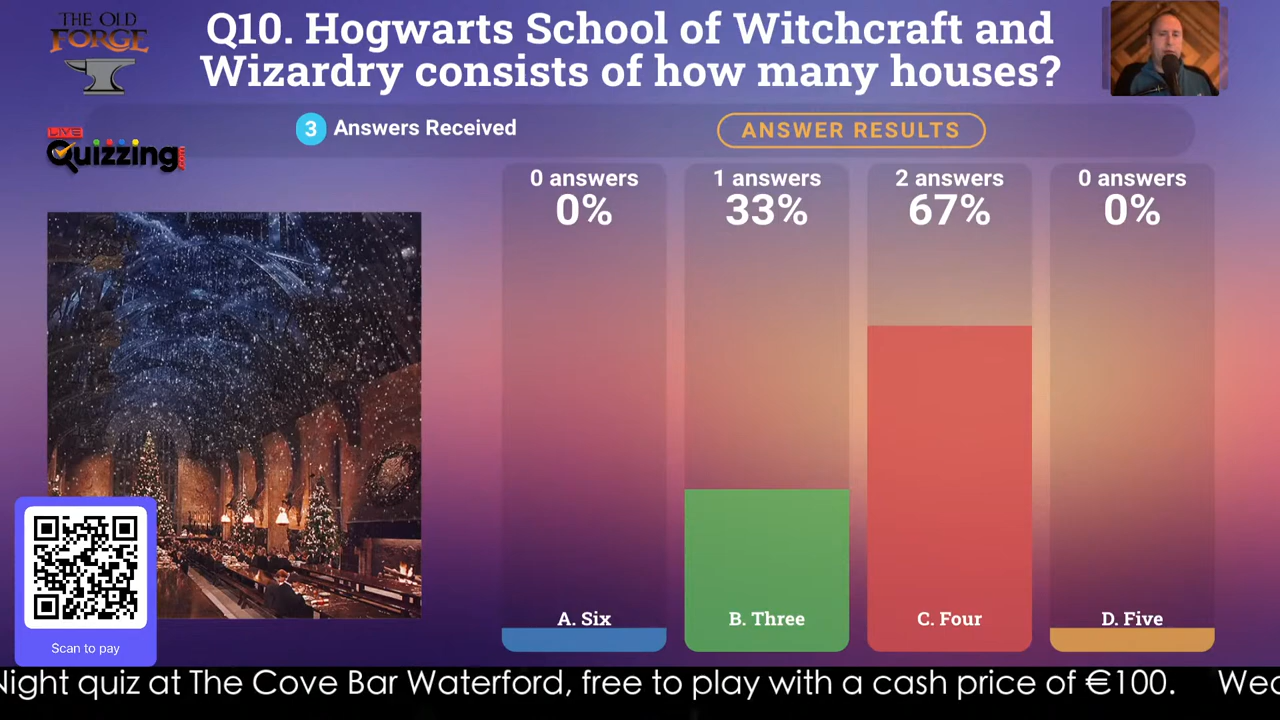 THE OLD
FORGE
Q10. Hogwarts School of Witchcraft and
Wizardry consists of how many houses?
3 Answers Received
ANSWER RESULTS
LIVE
Quizzing
0 answers
0%
1 answers
33%
2 answers
67%
0 answers
0%
A. Six
B. Three
C. Four
D. Five
Scan to pay
Night quiz at The Cove Bar Waterford, free to play with a cash price of €100.